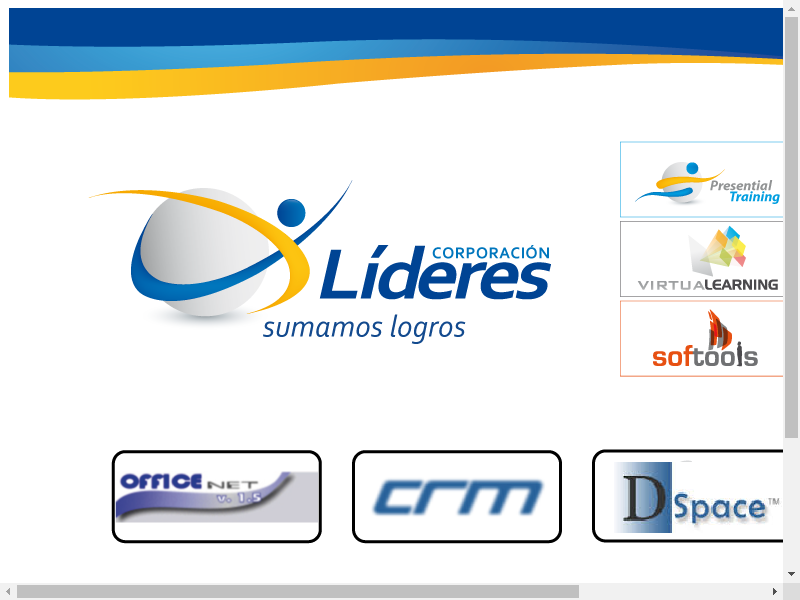 CORPORACIÓN
Líderes
sumamos logros
Presential
Training
VIRTUALEARNING
softools
OFFICE NET
v. 1.5
crm
DSpace™